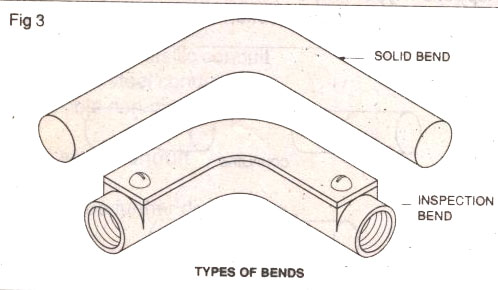 Fig 3
SOLID BEND
INSPECTION
BEND
TYPES OF BENDS